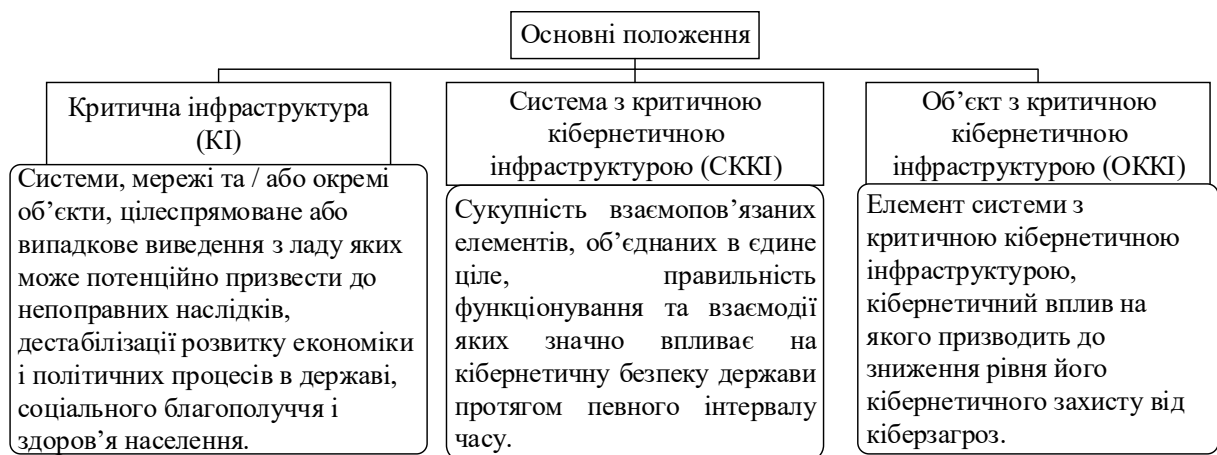 Основні положення
Критична інфраструктура
(КІ)
Системи, мережі та / або окремі
об’єкти, цілеспрямоване або
випадкове виведення з ладу яких
може потенційно призвести до
непоправних наслідків,
дестабілізації розвитку економіки
і політичних процесів в державі,
соціального благополуччя і
здоров’я населення.
Система з критичною
кібернетичною
інфраструктурою (СККІ)
Сукупність взаємопов’язаних
елементів, об’єднаних в єдине
ціле, правильність
функціонування та взаємодії
яких значно впливає на
кібернетичну безпеку держави
протягом певного інтервалу
часу.
Об’єкт з критичною
кібернетичною
інфраструктурою (ОККІ)
Елемент системи з
критичною кібернетичною
інфраструктурою,
кібернетичний вплив на
якого призводить до
зниження рівня його
кібернетичного захисту від
кіберзагроз.